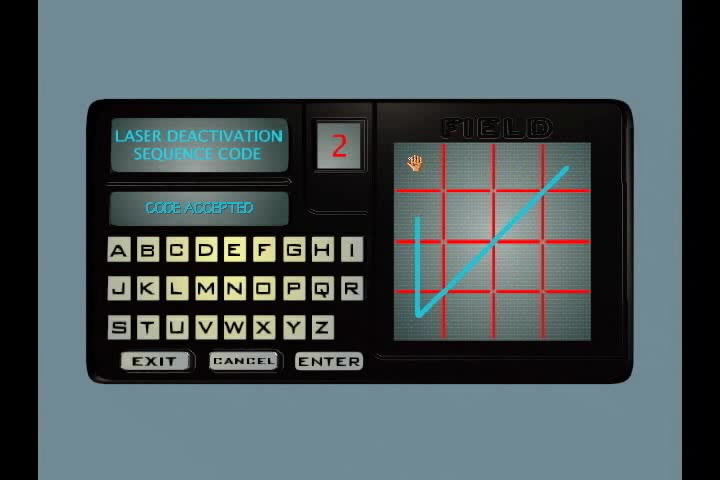 LASER DEACTIVATION
SEQUENCE CODE
2
FIELD
CODE ACCEPTED
A B C D E F G H I
J K L M N O P Q R
S T U V W X Y Z
EXIT CANCEL ENTER